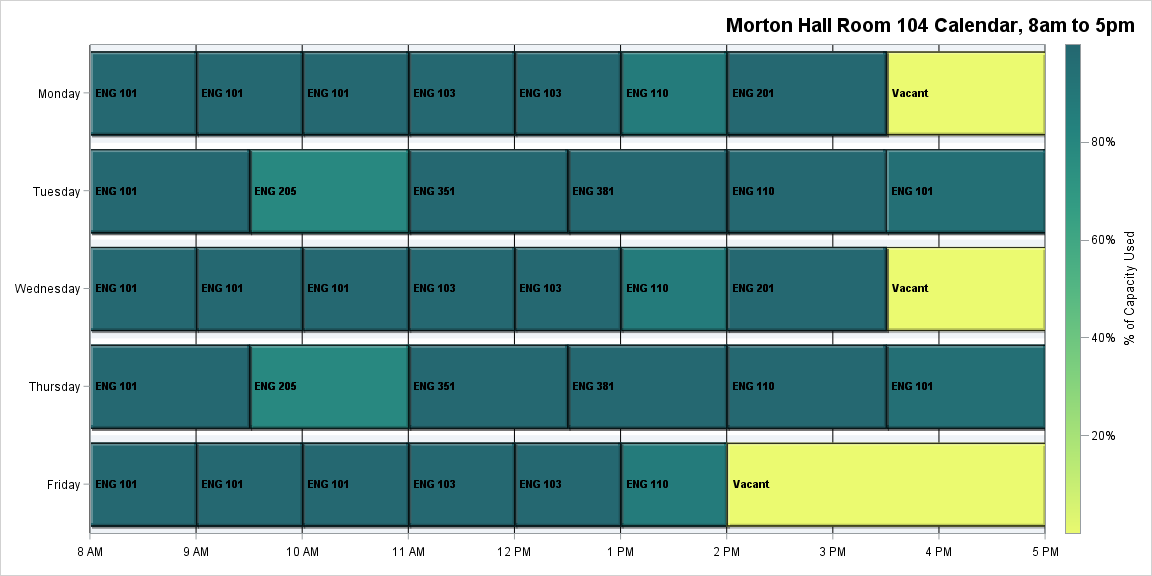 Morton Hall Room 104 Calendar, 8am to 5pm
Monday ENG 101 ENG 101 ENG 101 ENG 103 ENG 103 ENG 110 ENG 201 Vacant
80%
Tuesday ENG 101 ENG 205 ENG 351 ENG 381 ENG 110 ENG 101
60%
Wednesday ENG 101 ENG 101 ENG 101 ENG 103 ENG 103 ENG 110 ENG 201 Vacant
% of Capacity Used
40%
Thursday ENG 101 ENG 205 ENG 351 ENG 381 ENG 110 ENG 101
20%
Friday ENG 101 ENG 101 ENG 101 ENG 103 ENG 103 ENG 110 Vacant
8 AM 9 AM 10 AM 11 AM 12 PM 1 PM 2 PM 3 PM 4 PM 5 PM